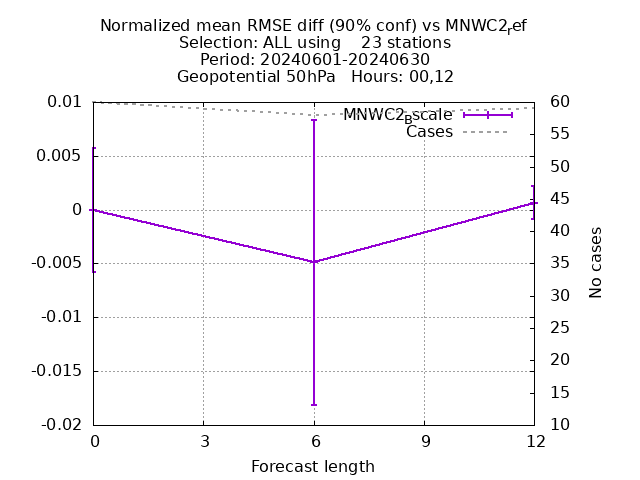 Normalized mean RMSE diff (90% conf) vs MNWC2ref
Selection: ALL using    23 stations
Period: 20240601-20240630
Geopotential 50hPa   Hours: 00,12
MNWC2Bscale
Cases
0.01
0.005
0
-0.005
-0.01
-0.015
-0.02
60
55
50
45
40
35
30
25
20
15
10
No cases
0
3
6
9
12
Forecast length